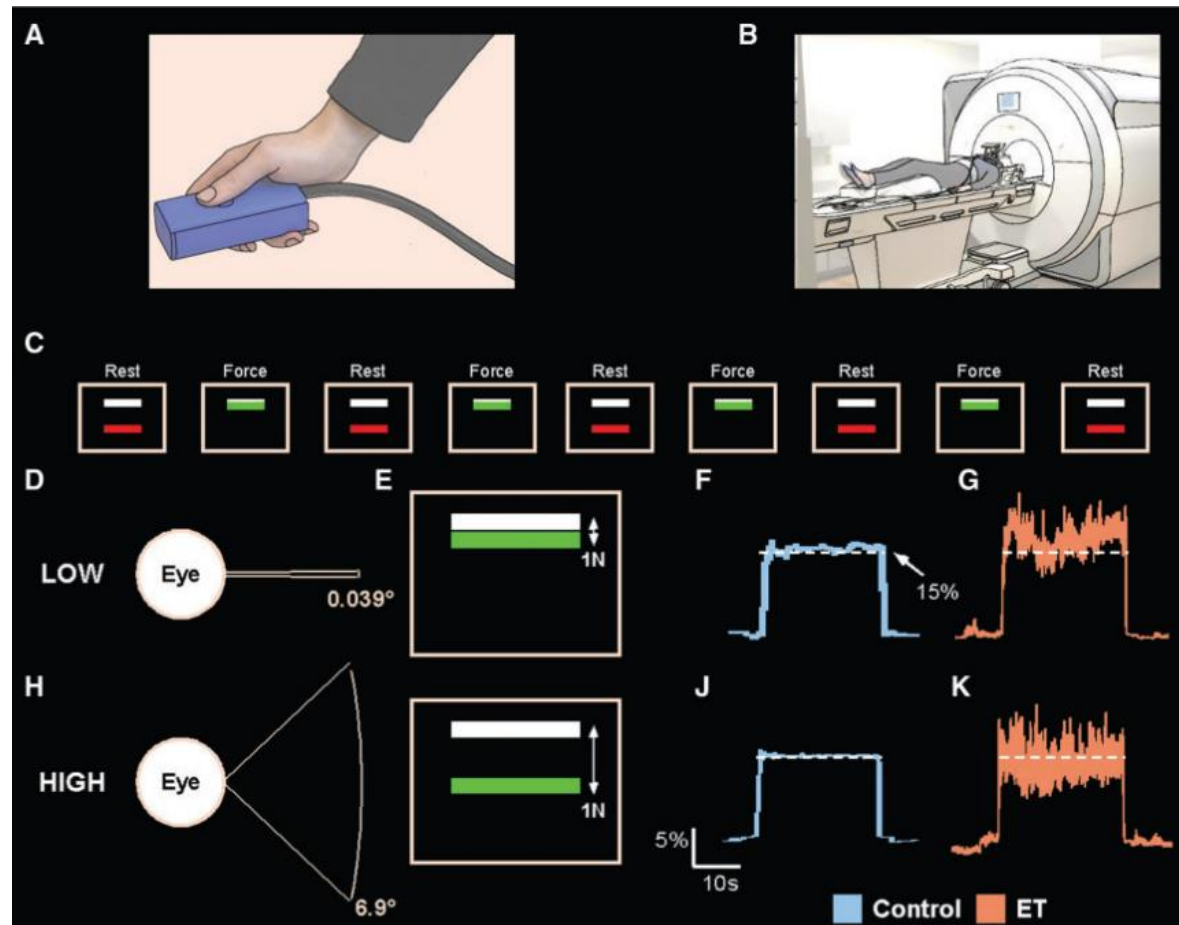 A
B
C
Rest Force Rest Force Rest Force Rest Force Rest
D
E
F
G
LOW
Eye
0.039°
1N
15%
H
J
K
HIGH
Eye
6.9°
1N
5%
10s
Control
ET